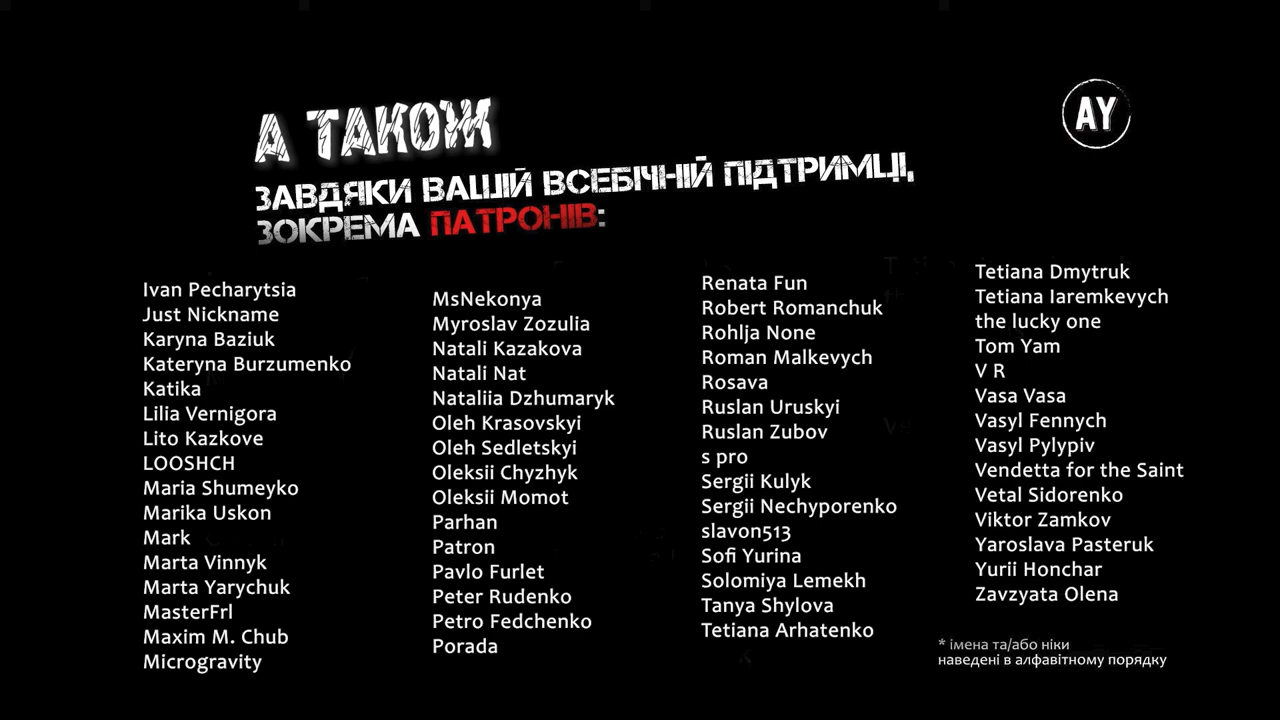 А ТАКОЖ
AY
ЗАВДЯКИ ВАШІЙ ВСЕБІЧНІЙ ПІДТРИМЦІ,
ЗОКРЕМА ПАТРОНІВ:
Ivan Pecharytsia
Just Nickname
Karyna Baziuk
Kateryna Burzumenko
Katika
Lilia Vernigora
Lito Kazkove
LOOSHCH
Maria Shumeyko
Marika Uskon
Mark
Marta Vinnyk
Marta Yarychuk
MasterFrl
Maxim M. Chub
Microgravity
MsNekonya
Myroslav Zozulia
Natali Kazakova
Natali Nat
Nataliia Dzhumaryk
Oleh Krasovskyi
Oleh Sedletskyi
Oleksii Chyzhyk
Oleksii Momot
Parhan
Patron
Pavlo Furlet
Peter Rudenko
Petro Fedchenko
Porada
Renata Fun
Robert Romanchuk
Rohlja None
Roman Malkevych
Rosava
Ruslan Uruskyi
Ruslan Zubov
s pro
Sergii Kulyk
Sergii Nechyporenko
slavon513
Sofi Yurina
Solomiya Lemekh
Tanya Shylova
Tetiana Arhatenko
Tetiana Dmytruk
Tetiana Iaremkevych
the lucky one
Tom Yam
V R
Vasa Vasa
Vasyl Fennych
Vasyl Pylypiv
Vendetta for the Saint
Vetal Sidorenko
Viktor Zamkov
Yaroslava Pasteruk
Yurii Honchar
Zavzyata Olena
* імена та/або ніки
наведені в алфавітному порядку